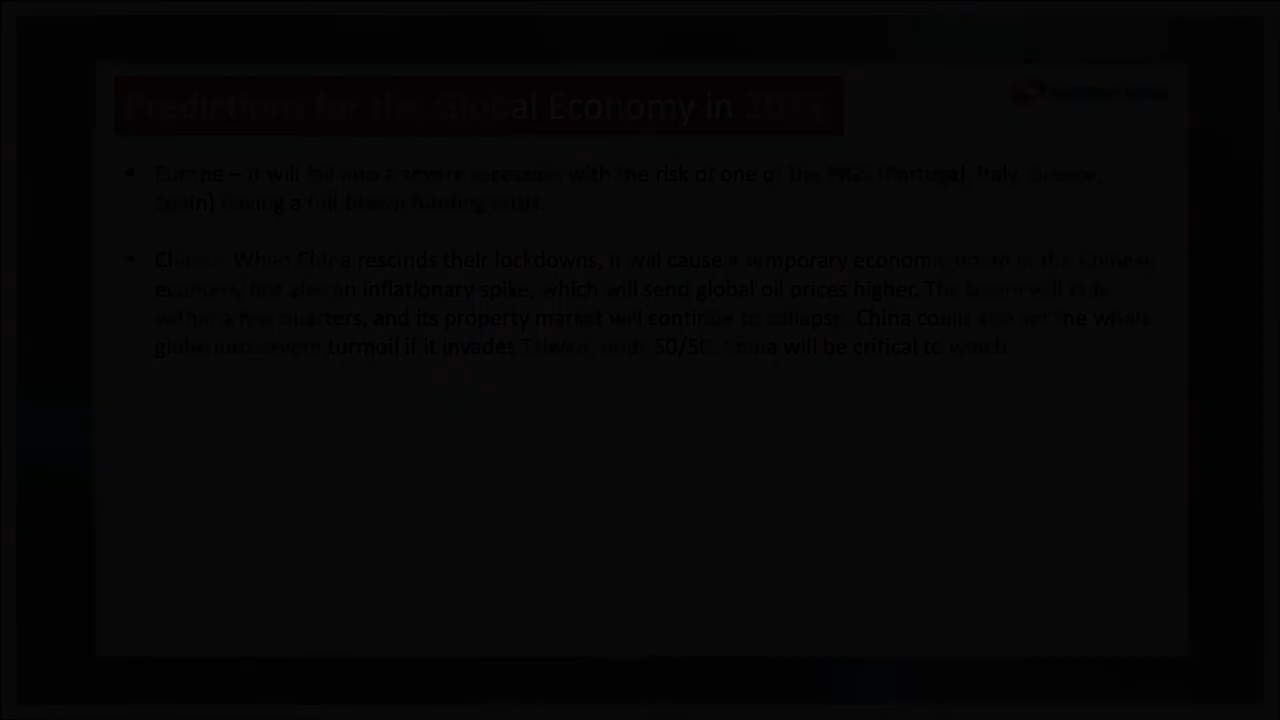 Predictions for the Global Economy in
Europe – It will fall into a severe recession with the risk of one of the PIGS (Portugal, Italy, Greece,
Spain) having a full-blown funding crisis.
China – When China rescinds their lockdowns, it will cause a temporary economic boom in the Chinese
economy but also an inflationary spike, which will send global oil prices higher. The boom will fade
within a few quarters, and its property market will continue to collapse. China could also set the whole
globe into severe turmoil if it invades Taiwan, odds 50/50. China will be critical to watch